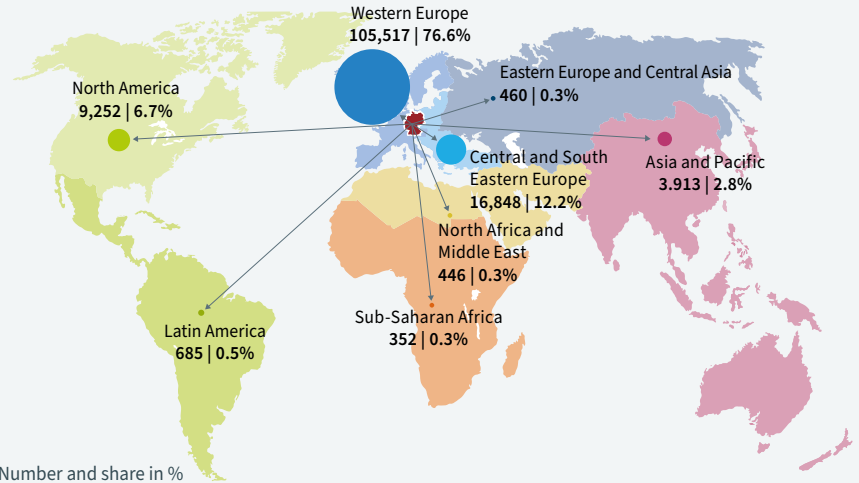 Western Europe
105,517 | 76.6%
North America
9,252 | 6.7%
Eastern Europe and Central Asia
460 | 0.3%
Central and South
Eastern Europe
16,848 | 12.2%
Asia and Pacific
3.913 | 2.8%
North Africa and
Middle East
446 | 0.3%
Sub-Saharan Africa
352 | 0.3%
Latin America
685 | 0.5%
Number and share in %